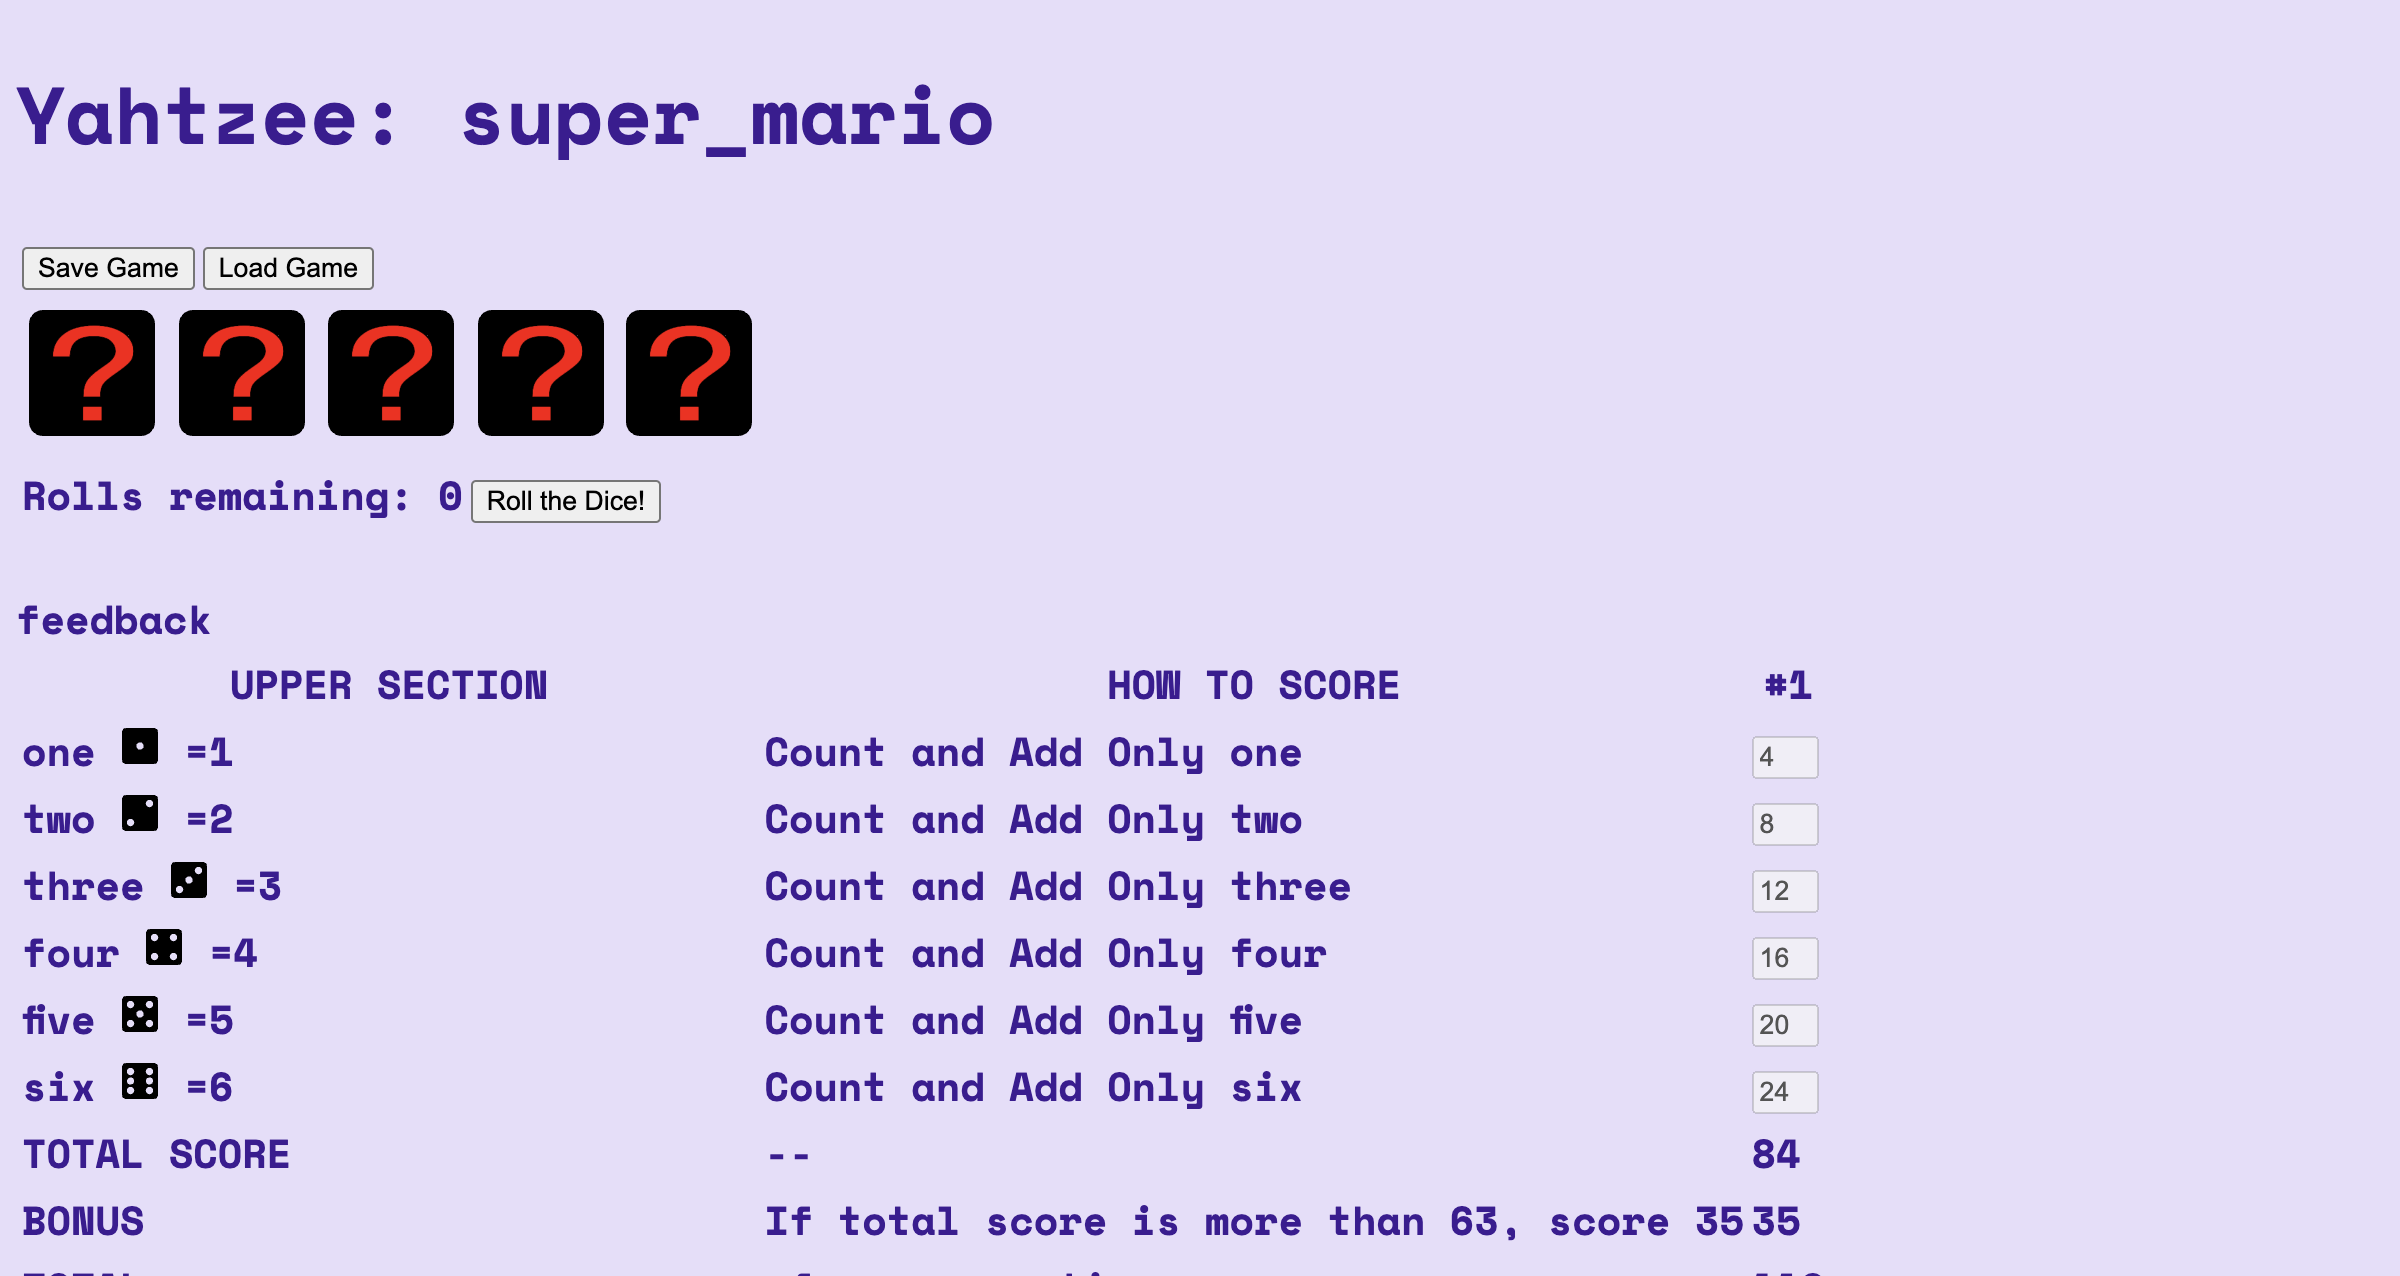 Yahtzee: super_mario
Save Game Load Game
? ? ? ? ?
Rolls remaining: 0 Roll the Dice!
feedback
UPPER SECTION HOW TO SCORE #1
one =1 Count and Add Only one 4
two =2 Count and Add Only two 8
three =3 Count and Add Only three 12
four =4 Count and Add Only four 16
five =5 Count and Add Only five 20
six =6 Count and Add Only six 24
TOTAL SCORE -- 84
BONUS If total score is more than 63, score 35 35
TOTAL